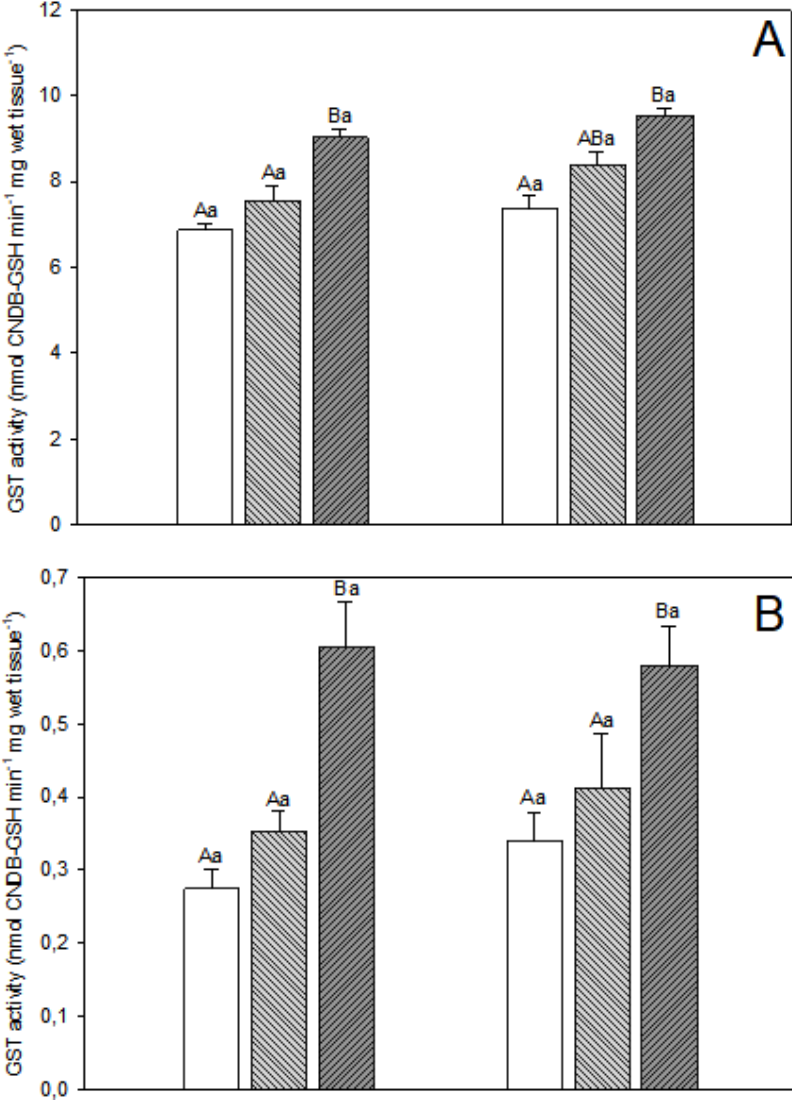 A
GST activity (nmol CNDB-GSH min⁻¹ mg wet tissue⁻¹)
12
10
8
6
4
2
0
Aa
Aa
Ba
Aa
ABa
Ba
B
GST activity (nmol CNDB-GSH min⁻¹ mg wet tissue⁻¹)
0,7
0,6
0,5
0,4
0,3
0,2
0,1
0,0
Aa
Aa
Ba
Aa
Aa
Ba